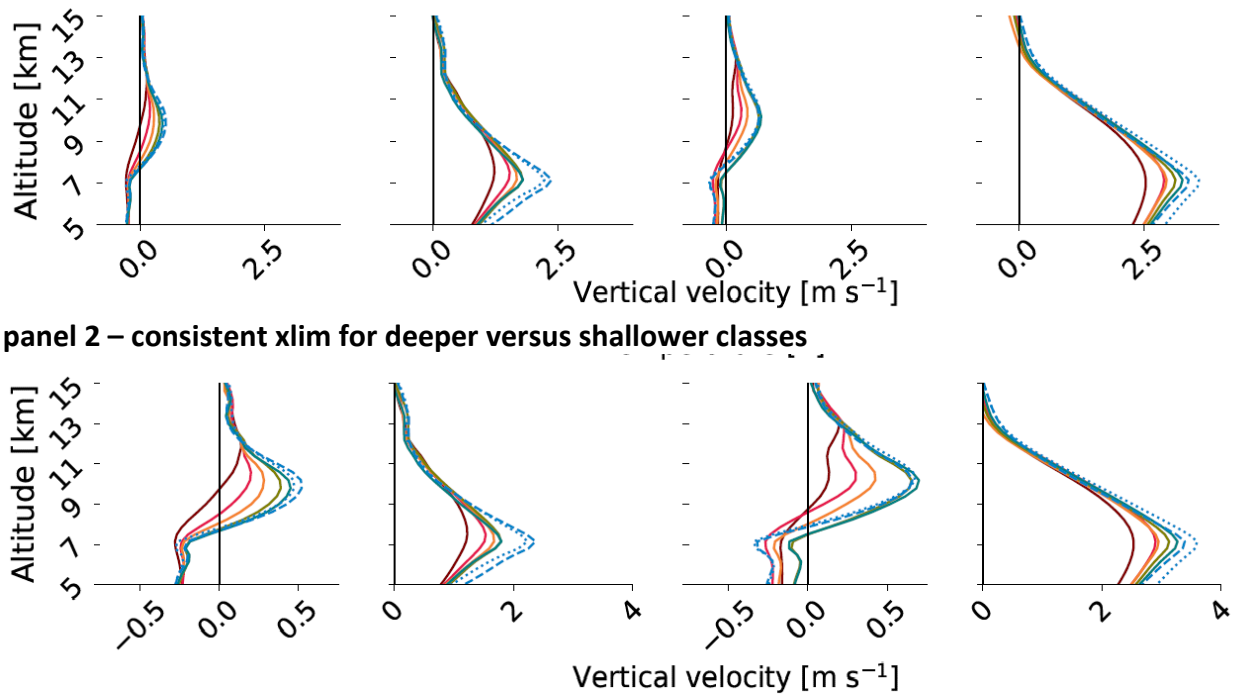 Altitude [km]
15
13
11
9
7
5
0.0 2.5 0.0 2.5 0.0 2.5 0.0 2.5
Vertical velocity [m s⁻¹]
panel 2 – consistent xlim for deeper versus shallower classes
Altitude [km]
15
13
11
9
7
5
−0.5 0.0 0.5 0 2 4 −0.5 0.0 0.5 0 2 4
Vertical velocity [m s⁻¹]